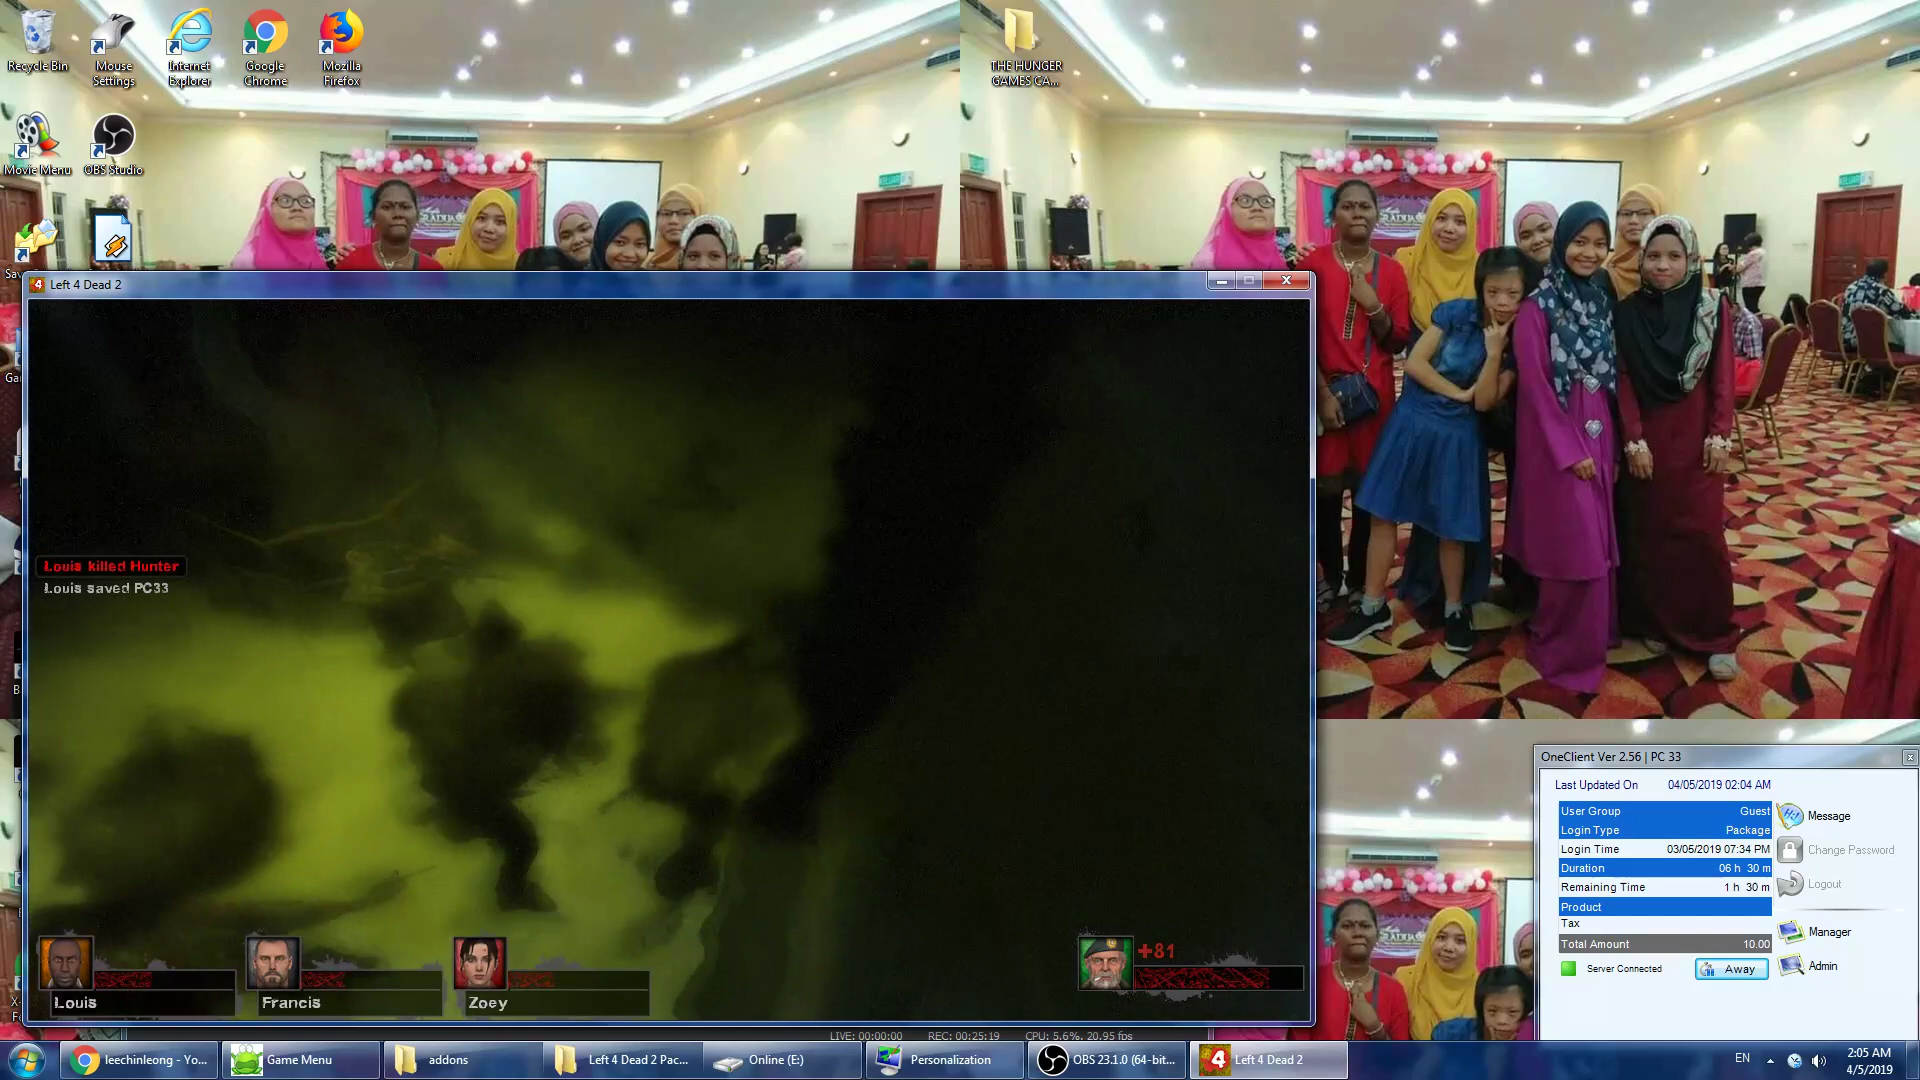 Recycle Bin
Mouse Settings
Internet Explorer
Google Chrome
Mozilla Firefox
THE HUNGER GAMES CA...
Movie Menu
OBS Studio
Left 4 Dead 2
Louis killed Hunter
Louis saved PC33
Louis
Francis
Zoey
+81
OneClient Ver 2.56 | PC 33
Last Updated On 04/05/2019 02:04 AM
User Group Guest
Login Type Package
Login Time 03/05/2019 07:34 PM
Duration 06 h 30 m
Remaining Time 1 h 30 m
Product
Tax
Total Amount 10.00
Server Connected
Away
Message
Change Password
Logout
Manager
Admin
LIVE: 00:00:00 REC: 00:25:19 CPU: 5.6%, 20.95 fps
leechinleong - Yo...
Game Menu
addons
Left 4 Dead 2 Pac...
Online (E:)
Personalization
OBS 23.1.0 (64-bit...
Left 4 Dead 2
EN
2:05 AM
4/5/2019